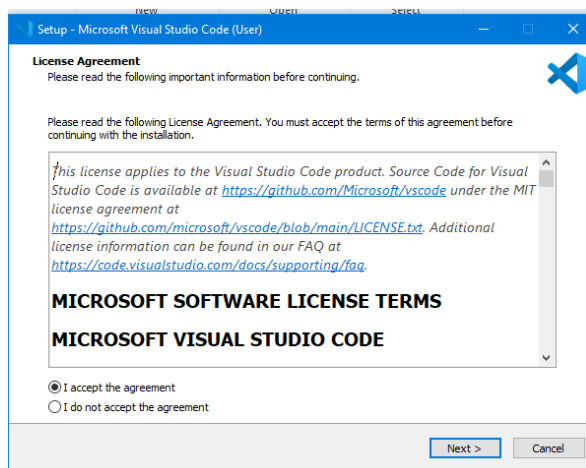 New Open Select
Setup - Microsoft Visual Studio Code (User)
License Agreement
Please read the following important information before continuing.
Please read the following License Agreement. You must accept the terms of this agreement before
continuing with the installation.
This license applies to the Visual Studio Code product. Source Code for Visual
Studio Code is available at https://github.com/Microsoft/vscode under the MIT
license agreement at
https://github.com/microsoft/vscode/blob/main/LICENSE.txt. Additional
license information can be found in our FAQ at
https://code.visualstudio.com/docs/supporting/faq.
MICROSOFT SOFTWARE LICENSE TERMS
MICROSOFT VISUAL STUDIO CODE
I accept the agreement
I do not accept the agreement
Next > Cancel